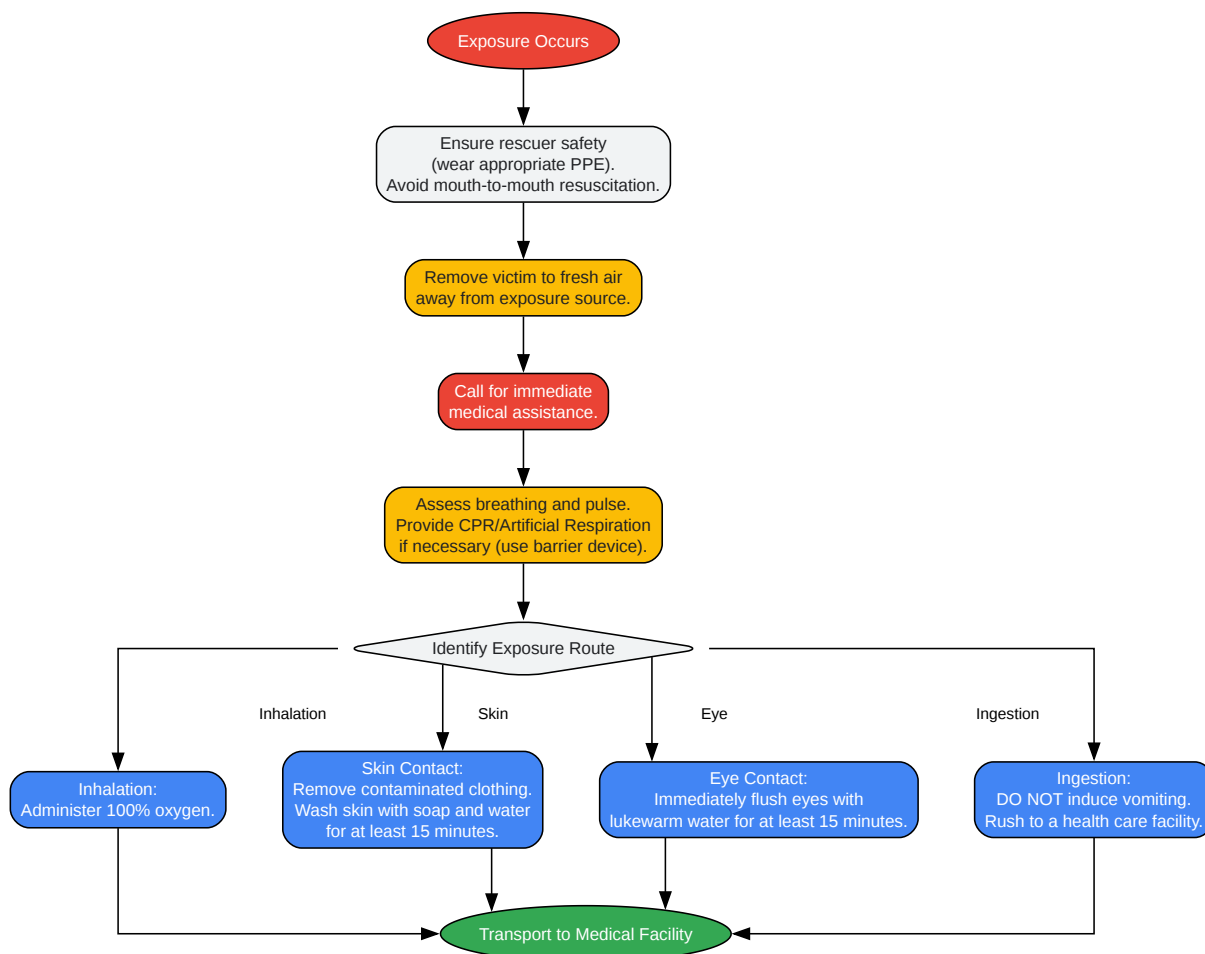 Exposure Occurs
Ensure rescuer safety
(wear appropriate PPE).
Avoid mouth-to-mouth resuscitation.
Remove victim to fresh air
away from exposure source.
Call for immediate
medical assistance.
Assess breathing and pulse.
Provide CPR/Artificial Respiration
if necessary (use barrier device).
Identify Exposure Route
Inhalation
Skin
Eye
Ingestion
Inhalation:
Administer 100% oxygen.
Skin Contact:
Remove contaminated clothing.
Wash skin with soap and water
for at least 15 minutes.
Eye Contact:
Immediately flush eyes with
lukewarm water for at least 15 minutes.
Ingestion:
DO NOT induce vomiting.
Rush to a health care facility.
Transport to Medical Facility